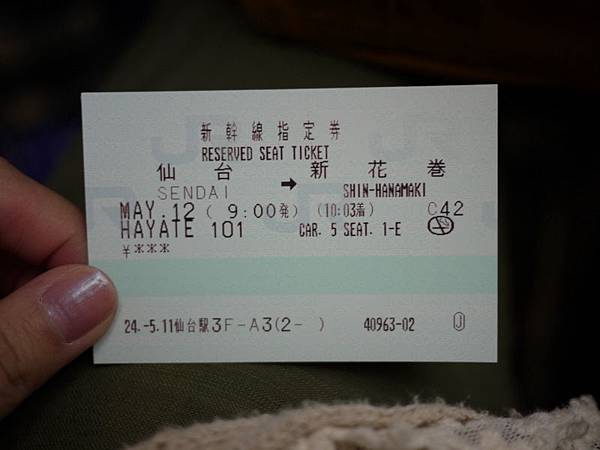 新幹線指定券
RESERVED SEAT TICKET
仙台 → 新花巻
SENDAI SHIN-HANAMAKI
MAY.12 ( 9:00発) (10:03着) C42
HAYATE 101 CAR. 5 SEAT. 1-E
¥***
24.-5.11仙台駅3F-A3(2- ) 40963-02 J